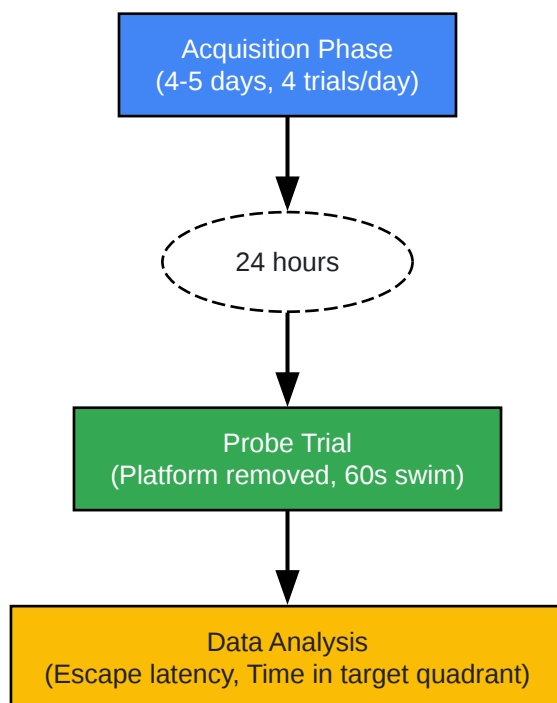 Acquisition Phase
(4-5 days, 4 trials/day)
24 hours
Probe Trial
(Platform removed, 60s swim)
Data Analysis
(Escape latency, Time in target quadrant)